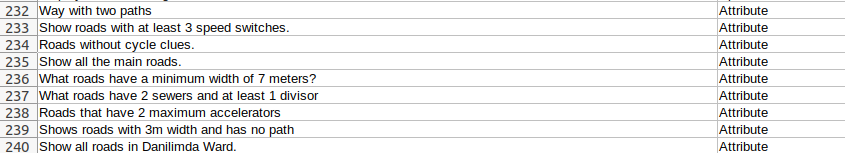 232 Way with two paths Attribute
233 Show roads with at least 3 speed switches. Attribute
234 Roads without cycle clues. Attribute
235 Show all the main roads. Attribute
236 What roads have a minimum width of 7 meters? Attribute
237 What roads have 2 sewers and at least 1 divisor Attribute
238 Roads that have 2 maximum accelerators Attribute
239 Shows roads with 3m width and has no path Attribute
240 Show all roads in Danilimda Ward. Attribute